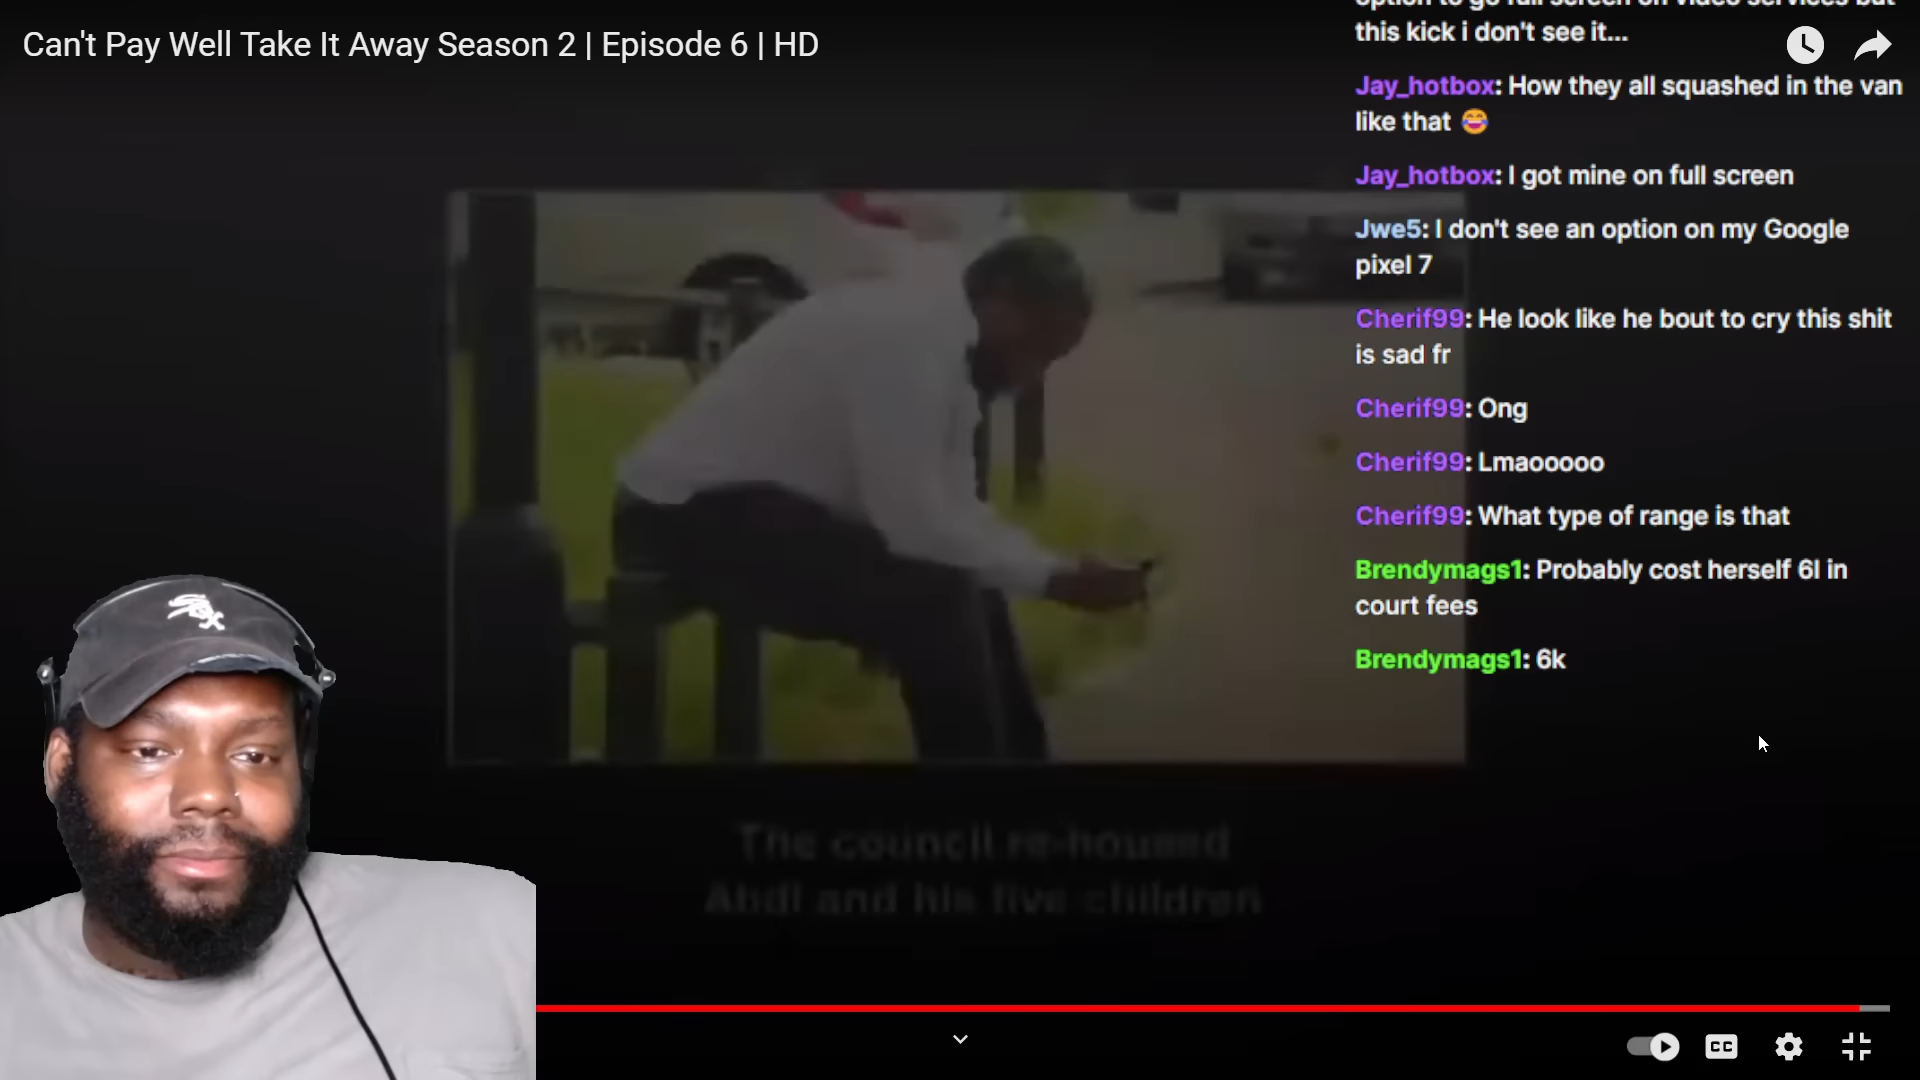 Can't Pay Well Take It Away Season 2 | Episode 6 | HD
this kick i don't see it...
Jay_hotbox: How they all squashed in the van
like that 😂
Jay_hotbox: I got mine on full screen
Jwe5: I don't see an option on my Google
pixel 7
Cherif99: He look like he bout to cry this shit
is sad fr
Cherif99: Ong
Cherif99: Lmaooooo
Cherif99: What type of range is that
Brendymags1: Probably cost herself 6l in
court fees
Brendymags1: 6k
Sox
The council re-housed
Abdi and his five children
CC